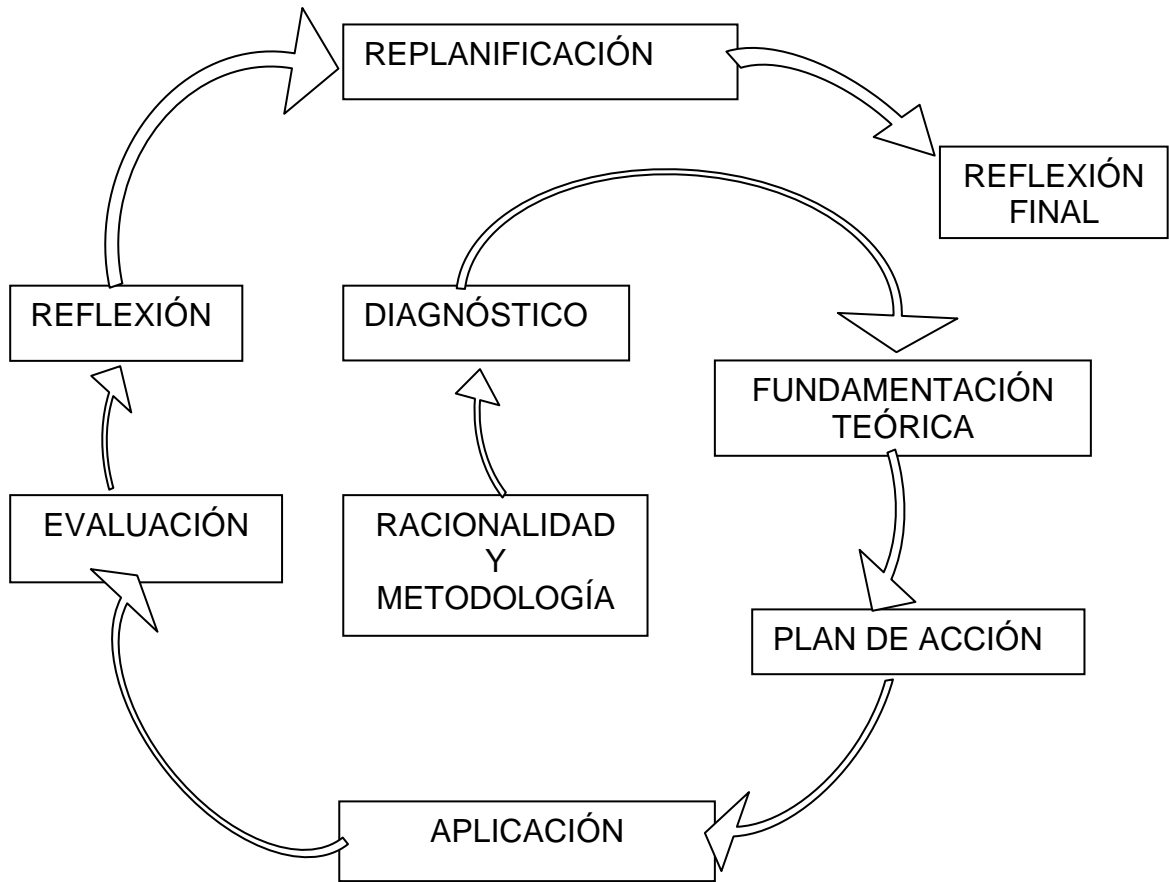 REPLANIFICACIÓN
REFLEXIÓN
FINAL
REFLEXIÓN
DIAGNÓSTICO
FUNDAMENTACIÓN
TEÓRICA
EVALUACIÓN
RACIONALIDAD
Y
METODOLOGÍA
PLAN DE ACCIÓN
APLICACIÓN